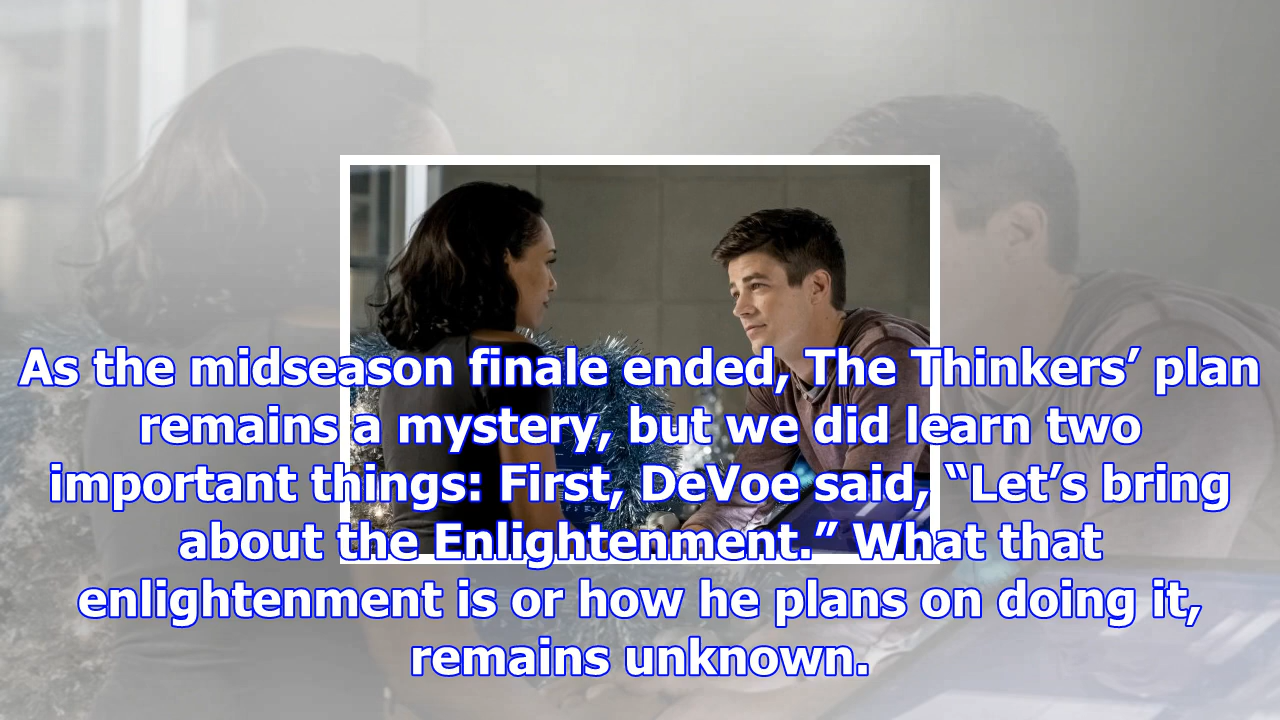 As the midseason finale ended, The Thinkers’ plan
remains a mystery, but we did learn two
important things: First, DeVoe said, “Let’s bring
about the Enlightenment.” What that
enlightenment is or how he plans on doing it,
remains unknown.